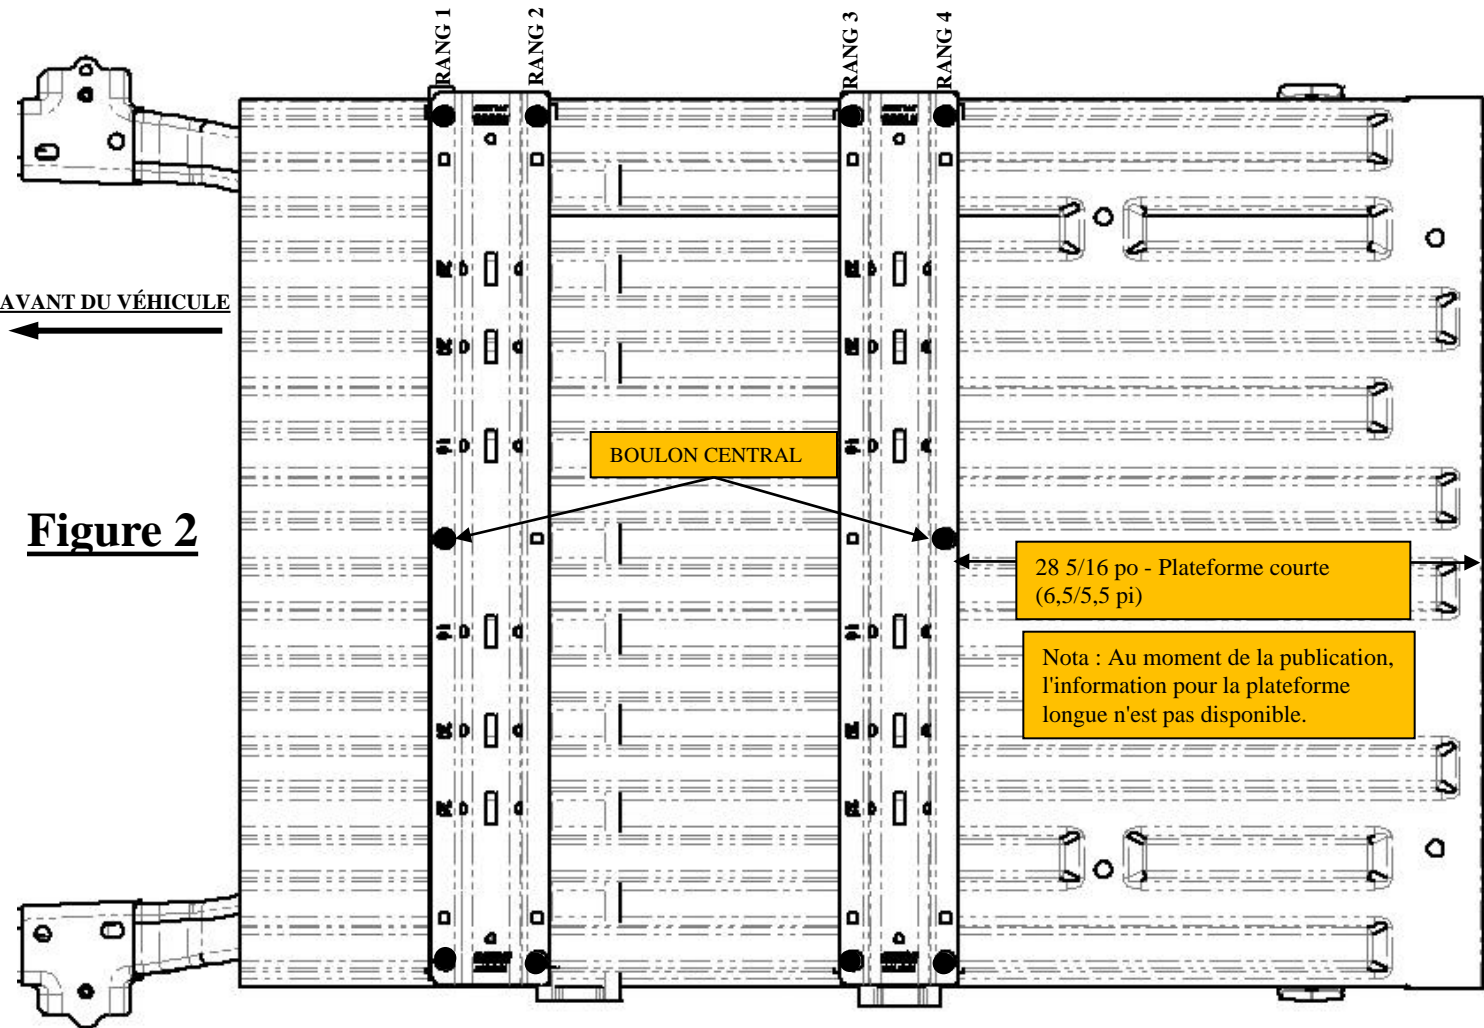 RANG 1
RANG 2
RANG 3
RANG 4
AVANT DU VÉHICULE
BOULON CENTRAL
Figure 2
28 5/16 po - Plateforme courte
(6,5/5,5 pi)
Nota : Au moment de la publication,
l'information pour la plateforme
longue n'est pas disponible.